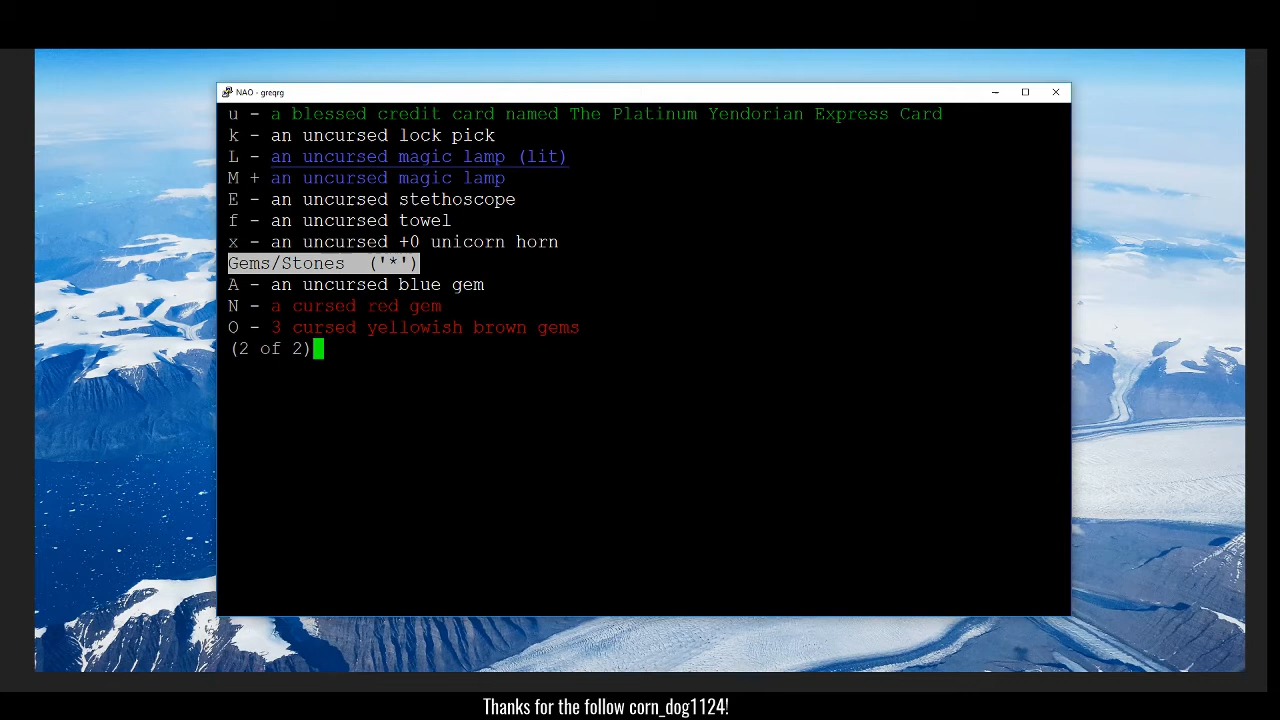 NAO - greqrg
u - a blessed credit card named The Platinum Yendorian Express Card
k - an uncursed lock pick
L - an uncursed magic lamp (lit)
M + an uncursed magic lamp
E - an uncursed stethoscope
f - an uncursed towel
x - an uncursed +0 unicorn horn
Gems/Stones  ('*')
A - an uncursed blue gem
N - a cursed red gem
O - 3 cursed yellowish brown gems
(2 of 2)
Thanks for the follow corn_dog1124!